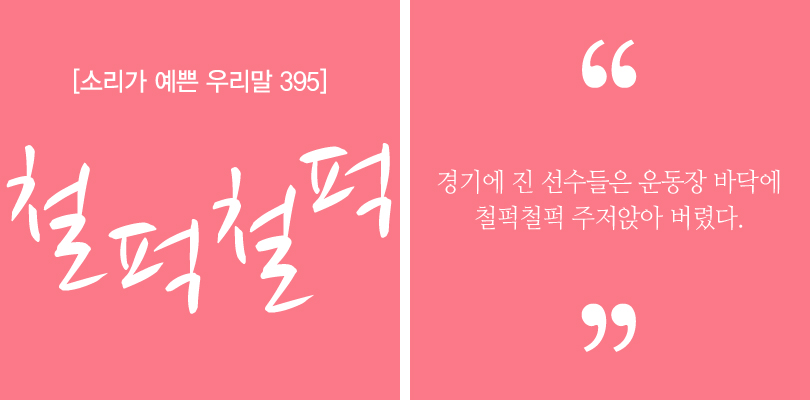 [소리가 예쁜 우리말 395]
철퍽철퍽
“
경기에 진 선수들은 운동장 바닥에
철퍽철퍽 주저앉아 버렸다.
”